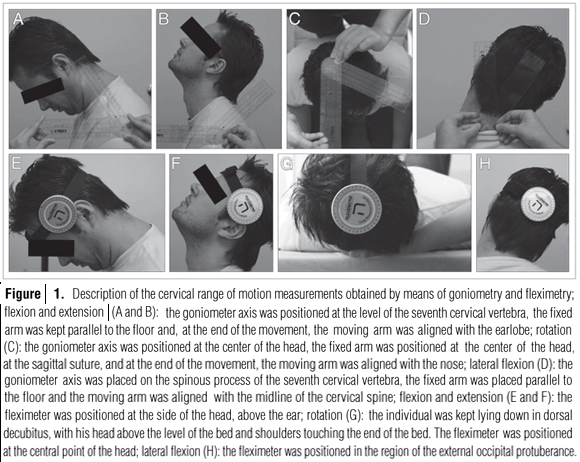 A
B
C
D
E
F
G
H
Figure 1. Description of the cervical range of motion measurements obtained by means of goniometry and fleximetry;
flexion and extension (A and B): the goniometer axis was positioned at the level of the seventh cervical vertebra, the fixed
arm was kept parallel to the floor and, at the end of the movement, the moving arm was aligned with the earlobe; rotation
(C): the goniometer axis was positioned at the center of the head, the fixed arm was positioned at the center of the head,
at the sagittal suture, and at the end of the movement, the moving arm was aligned with the nose; lateral flexion (D): the
goniometer axis was placed on the spinous process of the seventh cervical vertebra, the fixed arm was placed parallel to
the floor and the moving arm was aligned with the midline of the cervical spine; flexion and extension (E and F): the
fleximeter was positioned at the side of the head, above the ear; rotation (G): the individual was kept lying down in dorsal
decubitus, with his head above the level of the bed and shoulders touching the end of the bed. The fleximeter was positioned
at the central point of the head; lateral flexion (H): the fleximeter was positioned in the region of the external occipital protuberance.